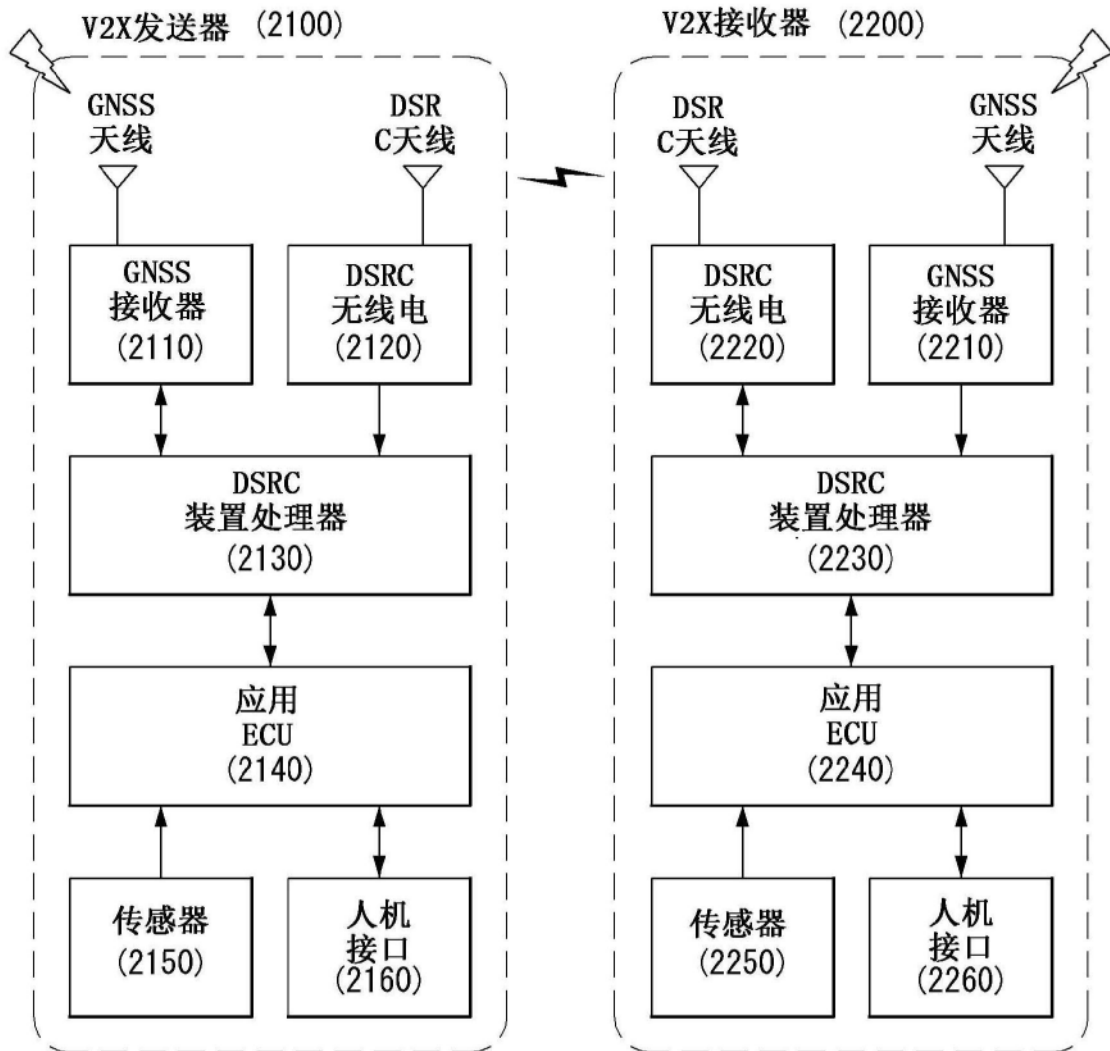 V2X发送器 (2100)
GNSS
天线
DSR
C天线
GNSS
接收器
(2110)
DSRC
无线电
(2120)
DSRC
装置处理器
(2130)
应用
ECU
(2140)
传感器
(2150)
人机
接口
(2160)
V2X接收器 (2200)
DSR
C天线
GNSS
天线
DSRC
无线电
(2220)
GNSS
接收器
(2210)
DSRC
装置处理器
(2230)
应用
ECU
(2240)
传感器
(2250)
人机
接口
(2260)